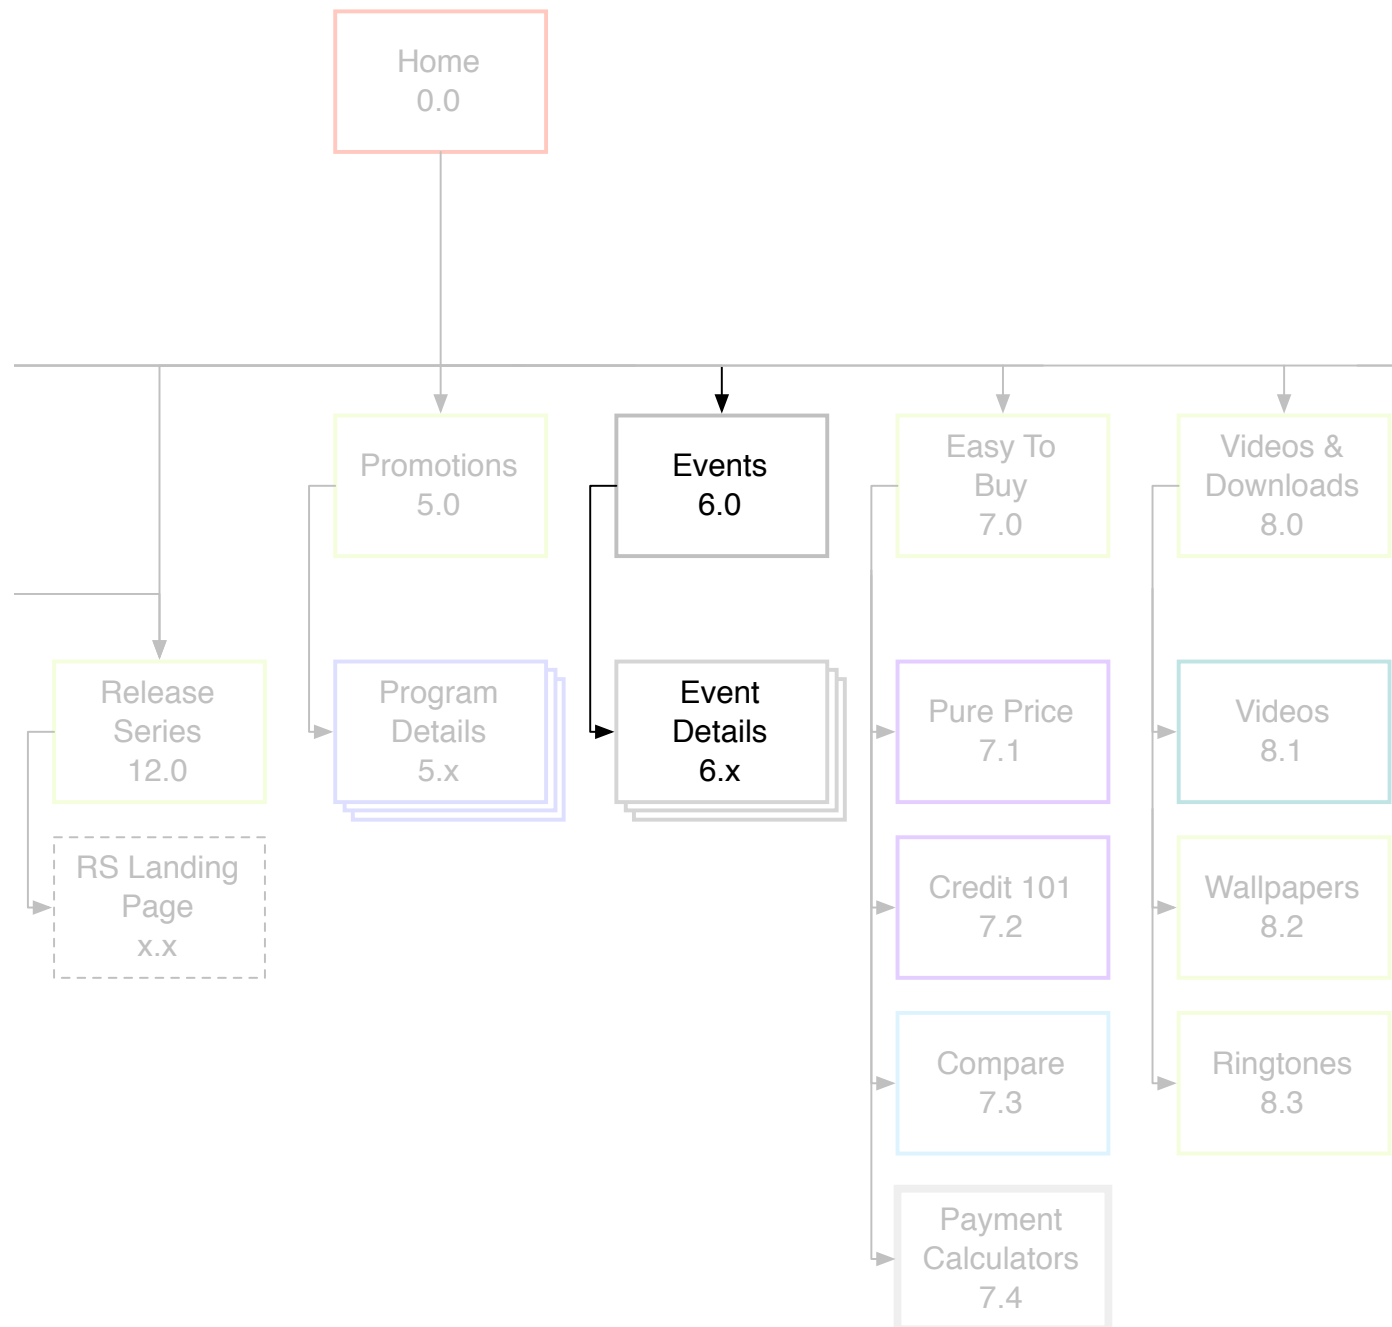 Home
0.0
Promotions
5.0
Events
6.0
Easy To
Buy
7.0
Videos &
Downloads
8.0
Release
Series
12.0
Program
Details
5.x
Event
Details
6.x
Pure Price
7.1
Videos
8.1
RS Landing
Page
x.x
Credit 101
7.2
Wallpapers
8.2
Compare
7.3
Ringtones
8.3
Payment
Calculators
7.4